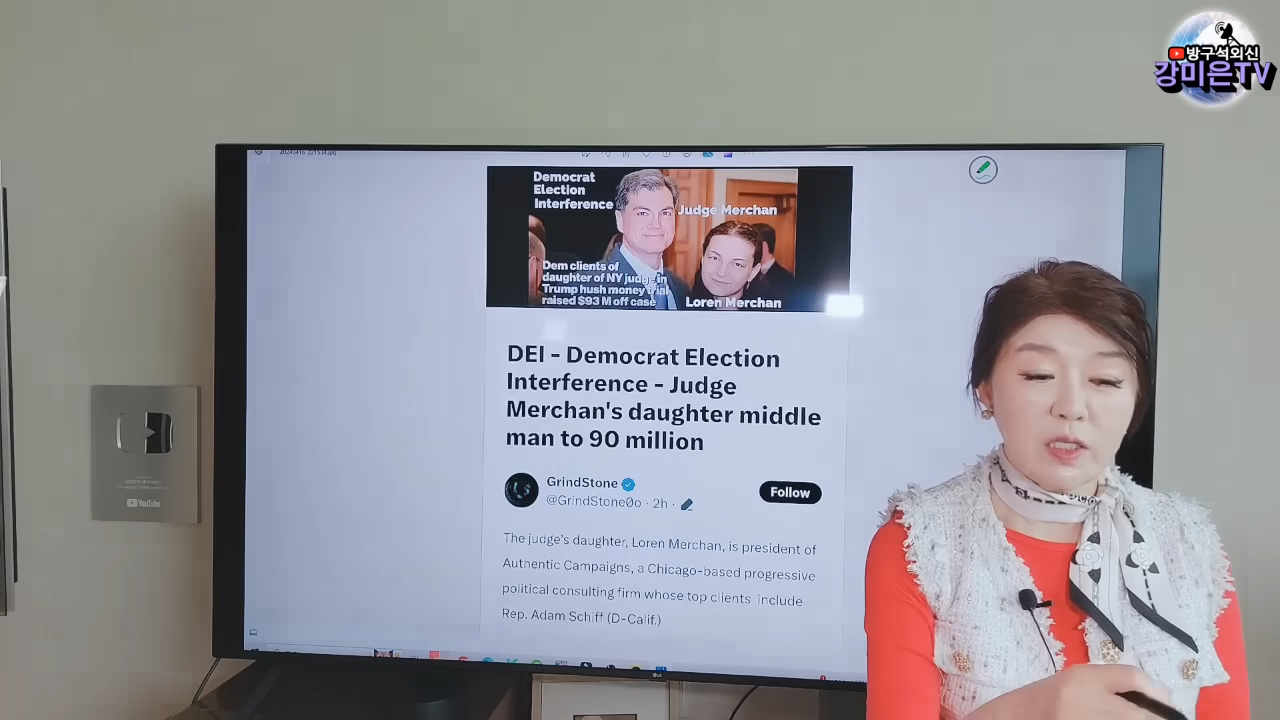 방구석외신
강미은TV
Democrat
Election
Interference
Judge Merchan
Dem clients of
daughter of NY judge in
Trump hush money trial
raised $93 M off case
Loren Merchan
DEI - Democrat Election
Interference - Judge
Merchan's daughter middle
man to 90 million
GrindStone
@GrindStone0o · 2h ·
Follow
The judge's daughter, Loren Merchan, is president of
Authentic Campaigns, a Chicago-based progressive
political consulting firm whose top clients include
Rep. Adam Schiff (D-Calif.)
YouTube
LG